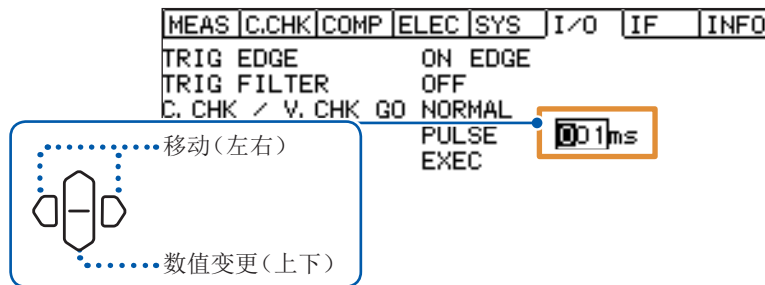 MEAS C.CHK COMP ELEC SYS I/O IF INFO
TRIG EDGE ON EDGE
TRIG FILTER OFF
C. CHK / V. CHK GO NORMAL
PULSE 001ms
EXEC
移动(左右)
数值变更(上下)